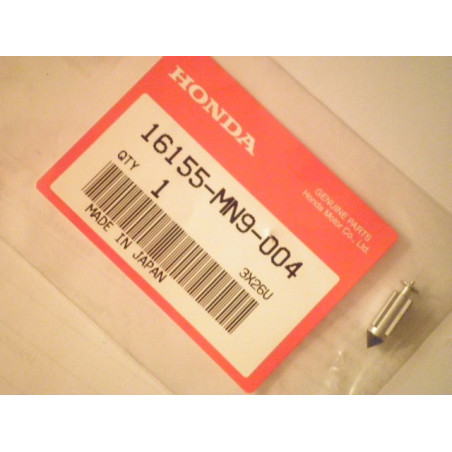 HONDA
16155-MN9-004
QTY 1
MADE IN JAPAN
3X26U
GENUINE PARTS
Honda Motor Co., Ltd.